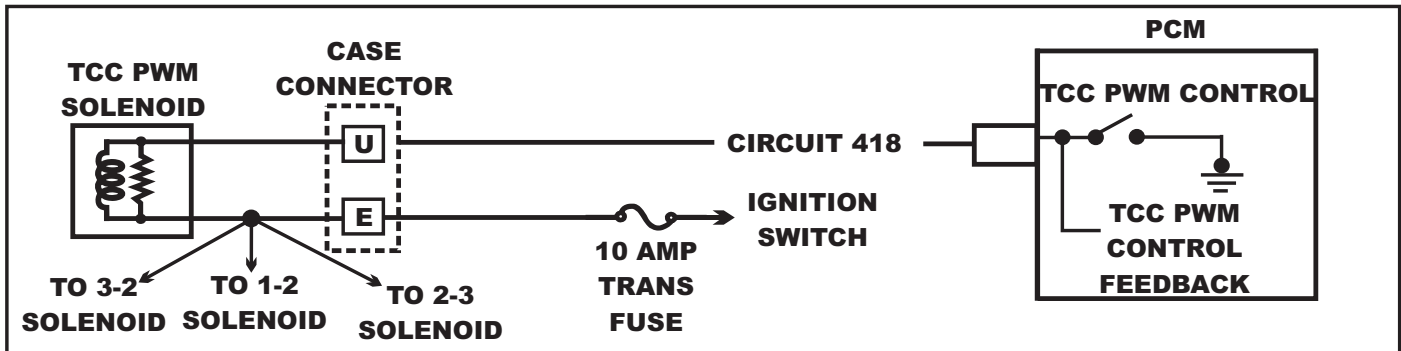 TCC PWM
SOLENOID
CASE
CONNECTOR
U
E
CIRCUIT 418
IGNITION
SWITCH
10 AMP
TRANS
FUSE
TO 3-2
SOLENOID
TO 1-2
SOLENOID
TO 2-3
SOLENOID
PCM
TCC PWM CONTROL
TCC PWM
CONTROL
FEEDBACK